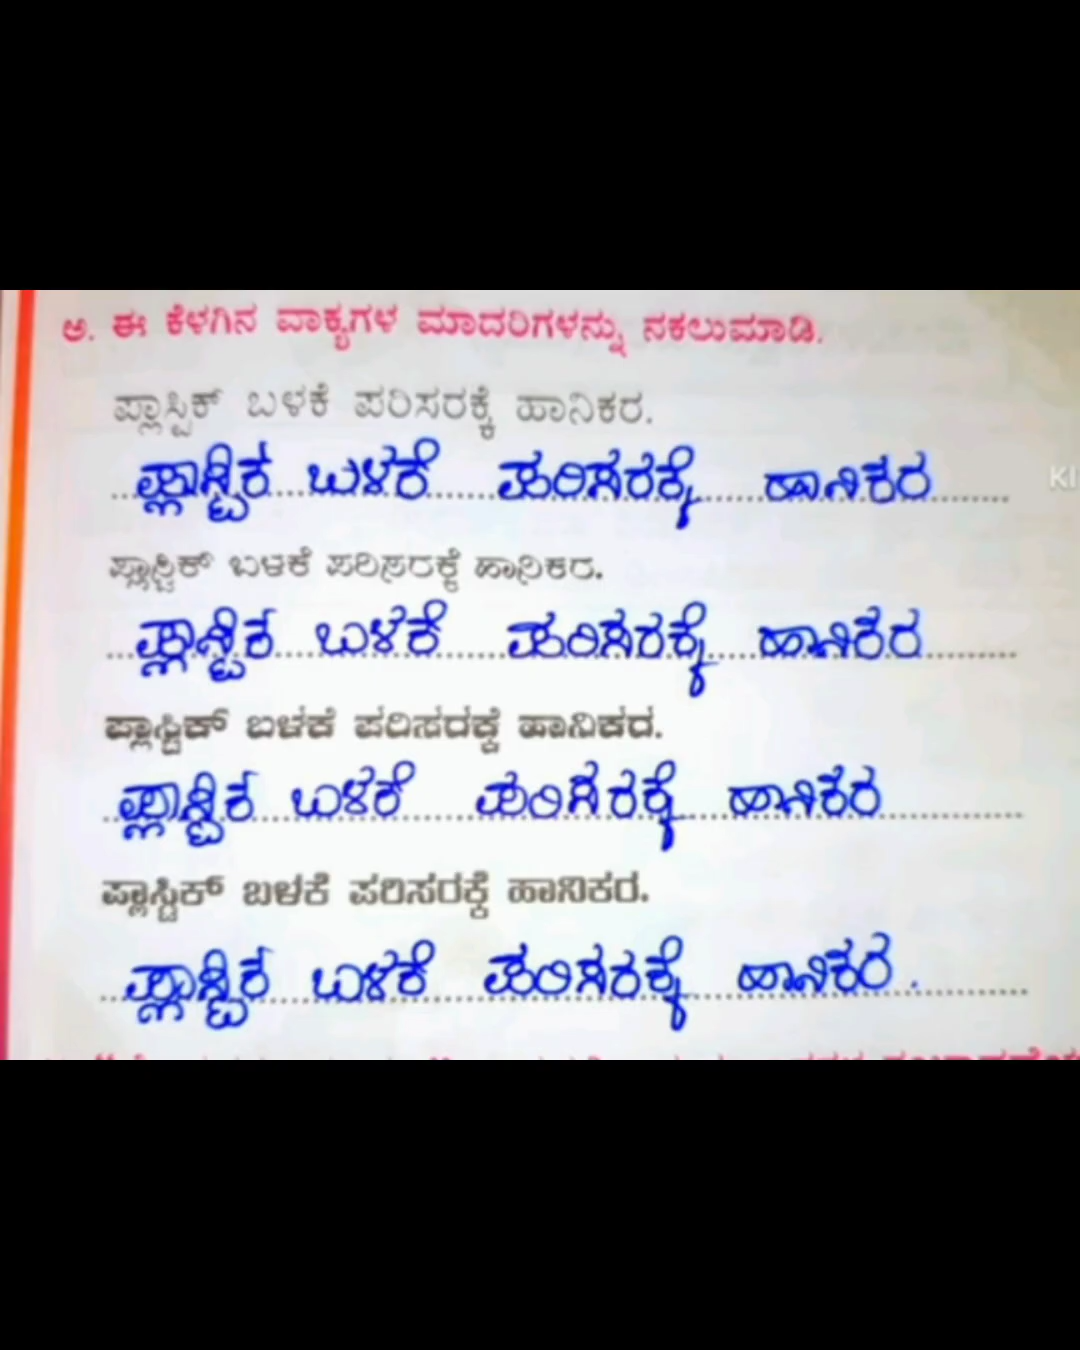 ಅ. ಈ ಕೆಳಗಿನ ವಾಕ್ಯಗಳ ಮಾದರಿಗಳನ್ನು ನಕಲುಮಾಡಿ.
ಪ್ಲಾಸ್ಟಿಕ್ ಬಳಕೆ ಪರಿಸರಕ್ಕೆ ಹಾನಿಕರ.
ಪ್ಲಾಸ್ಟಿಕ ಬಳಕೆ ಪರಿಸರಕ್ಕೆ ಹಾನಿಕರ
ಪ್ಲಾಸ್ಟಿಕ್ ಬಳಕೆ ಪರಿಸರಕ್ಕೆ ಹಾನಿಕರ.
ಪ್ಲಾಸ್ಟಿಕ ಬಳಕೆ ಪರಿಸರಕ್ಕೆ ಹಾನಿಕರ
ಪ್ಲಾಸ್ಟಿಕ್ ಬಳಕೆ ಪರಿಸರಕ್ಕೆ ಹಾನಿಕರ.
ಪ್ಲಾಸ್ಟಿಕ ಬಳಕೆ ಪರಿಸರಕ್ಕೆ ಹಾನಿಕರ
ಪ್ಲಾಸ್ಟಿಕ್ ಬಳಕೆ ಪರಿಸರಕ್ಕೆ ಹಾನಿಕರ.
ಪ್ಲಾಸ್ಟಿಕ ಬಳಕೆ ಪರಿಸರಕ್ಕೆ ಹಾನಿಕರ.